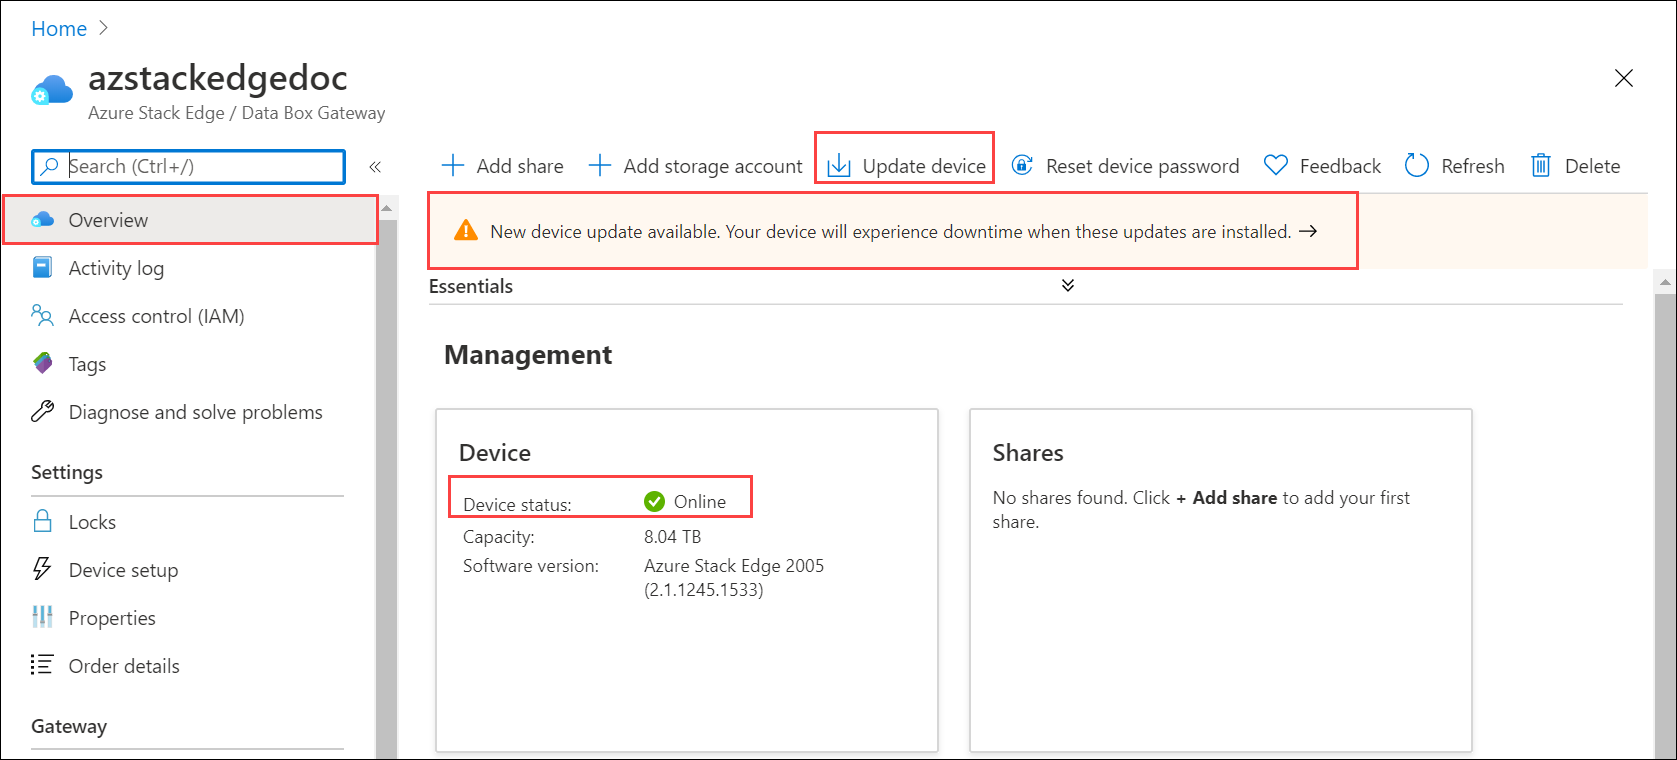 Home
azstackedgedoc
Azure Stack Edge / Data Box Gateway
Search (Ctrl+/)
Overview
Activity log
Access control (IAM)
Tags
Diagnose and solve problems
Settings
Locks
Device setup
Properties
Order details
Gateway
Add share
Add storage account
Update device
Reset device password
Feedback
Refresh
Delete
New device update available. Your device will experience downtime when these updates are installed. →
Essentials
Management
Device
Device status: Online
Capacity: 8.04 TB
Software version: Azure Stack Edge 2005
(2.1.1245.1533)
Shares
No shares found. Click + Add share to add your first
share.